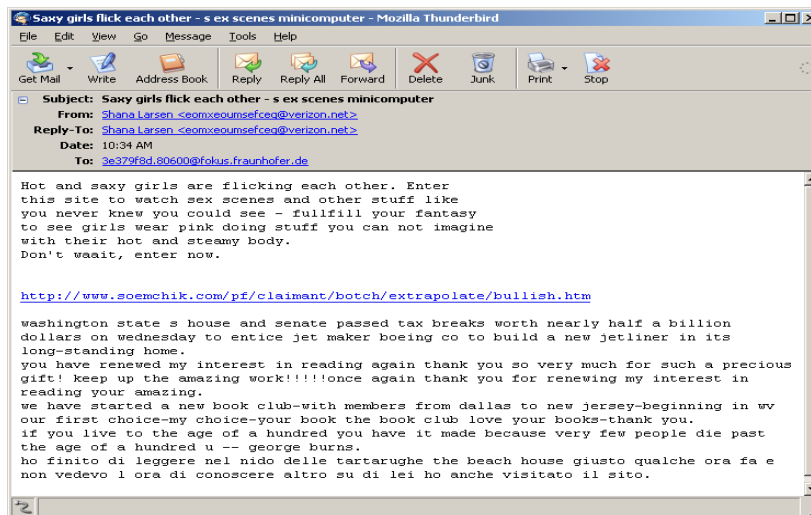 Saxy girls flick each other - s ex scenes minicomputer - Mozilla Thunderbird
File Edit View Go Message Tools Help
Get Mail Write Address Book Reply Reply All Forward Delete Junk Print Stop
Subject: Saxy girls flick each other - s ex scenes minicomputer
From: Shana Larsen <eomxeoumsefceq@verizon.net>
Reply-To: Shana Larsen <eomxeoumsefceq@verizon.net>
Date: 10:34 AM
To: 3e379f8d.80600@fokus.fraunhofer.de
Hot and saxy girls are flicking each other. Enter
this site to watch sex scenes and other stuff like
you never knew you could see - fullfill your fantasy
to see girls wear pink doing stuff you can not imagine
with their hot and steamy body.
Don't waait, enter now.
http://www.soemchik.com/pf/claimant/botch/extrapolate/bullish.htm
washington state s house and senate passed tax breaks worth nearly half a billion
dollars on wednesday to entice jet maker boeing co to build a new jetliner in its
long-standing home.
you have renewed my interest in reading again thank you so very much for such a precious
gift! keep up the amazing work!!!!!once again thank you for renewing my interest in
reading your amazing.
we have started a new book club-with members from dallas to new jersey-beginning in wv
our first choice-my choice-your book the book club love your books-thank you.
if you live to the age of a hundred you have it made because very few people die past
the age of a hundred u -- george burns.
ho finito di leggere nel nido delle tartarughe the beach house giusto qualche ora fa e
non vedevo l ora di conoscere altro su di lei ho anche visitato il sito.